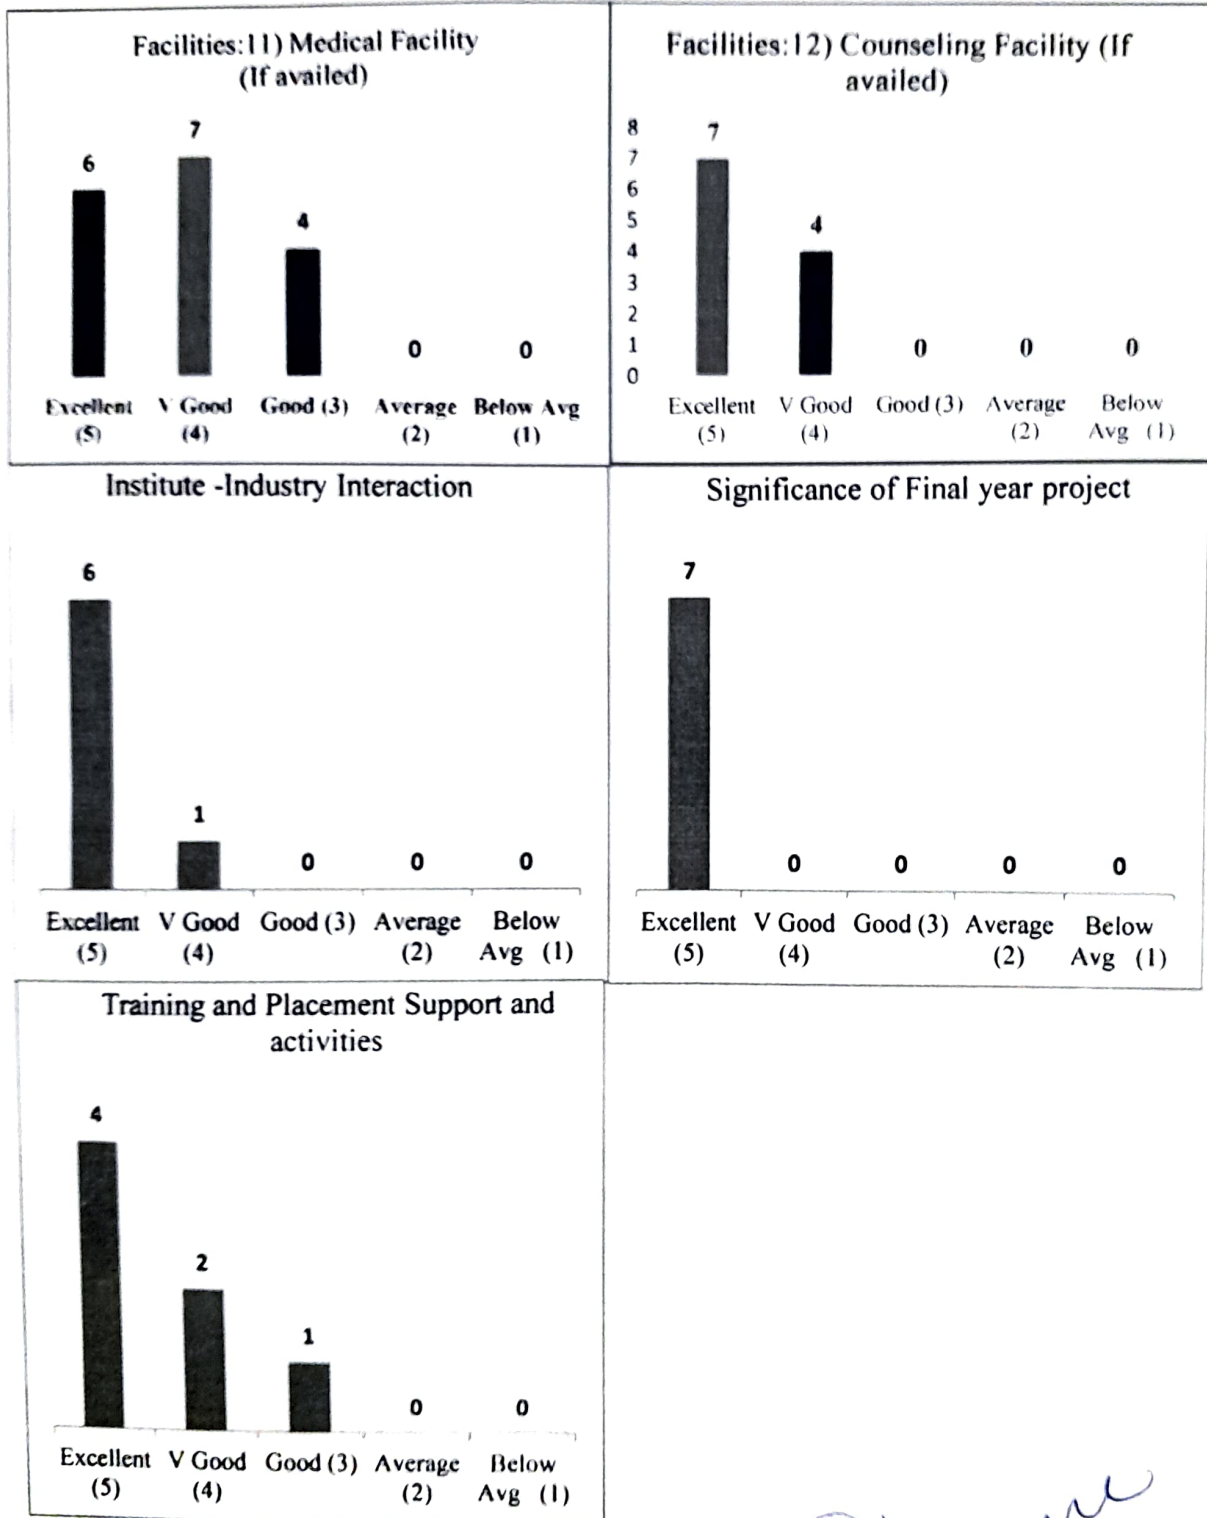 Facilities:11) Medical Facility
(If availed)
6
7
4
0
0
Excellent V Good Good (3) Average Below Avg
(5) (4) (2) (1)
Facilities:12) Counseling Facility (If
availed)
8
7
6
5
4
3
2
1
0
7
4
0
0
0
Excellent V Good Good (3) Average Below
(5) (4) (2) Avg (1)
Institute -Industry Interaction
6
1
0
0
0
Excellent V Good Good (3) Average Below
(5) (4) (2) Avg (1)
Significance of Final year project
7
0
0
0
0
Excellent V Good Good (3) Average Below
(5) (4) (2) Avg (1)
Training and Placement Support and
activities
4
2
1
0
0
Excellent V Good Good (3) Average Below
(5) (4) (2) Avg (1)